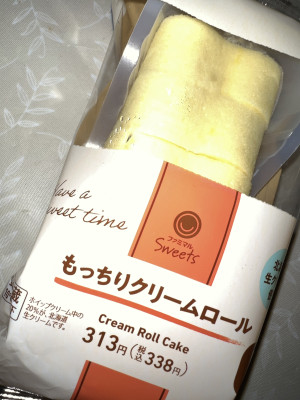 Have a
Sweet time
ファミマル
Sweets
もっちりクリームロール
ホイップクリーム中の
20%が、北海道
生クリームです。
Cream Roll Cake
313円(税込338円)